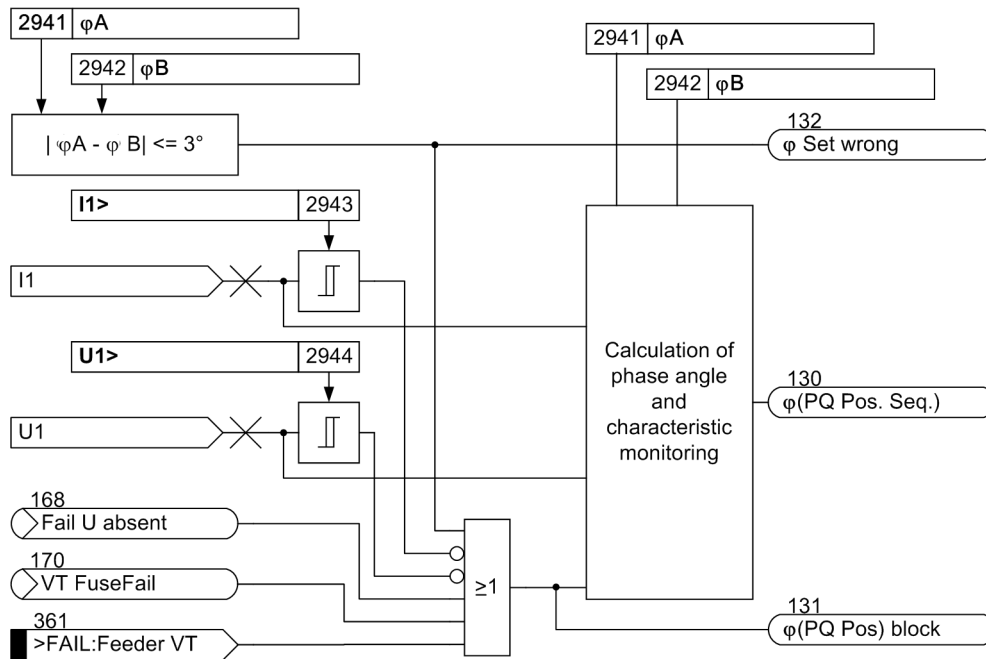 2941 φA
2942 φB
| φA - φ B| <= 3°
2941 φA
2942 φB
132
φ Set wrong
I1> 2943
I1
U1> 2944
U1
Calculation of
phase angle
and
characteristic
monitoring
130
φ(PQ Pos. Seq.)
168
Fail U absent
170
VT FuseFail
361
>FAIL:Feeder VT
≥1
131
φ(PQ Pos) block